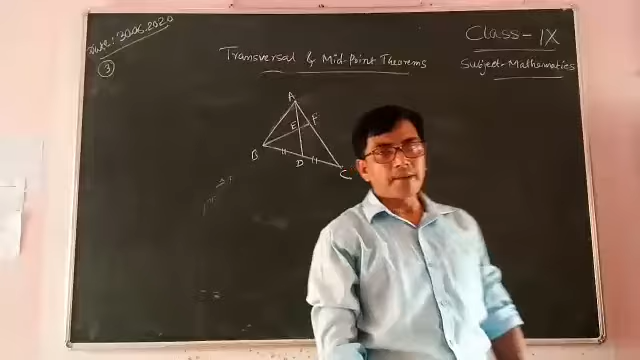 Date: 30.06.2020
Class - IX
Transversal & Mid-Point Theorems
Subject - Mathematics
3
A
E F
B
D
C